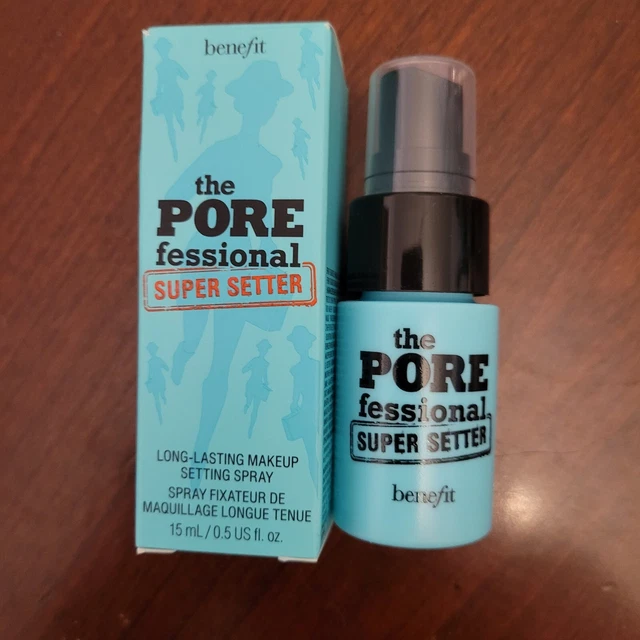 benefit
the
PORE
fessional
SUPER SETTER
LONG-LASTING MAKEUP
SETTING SPRAY
SPRAY FIXATEUR DE
MAQUILLAGE LONGUE TENUE
15 mL / 0.5 US fl. oz.
the
PORE
fessional
SUPER SETTER
benefit